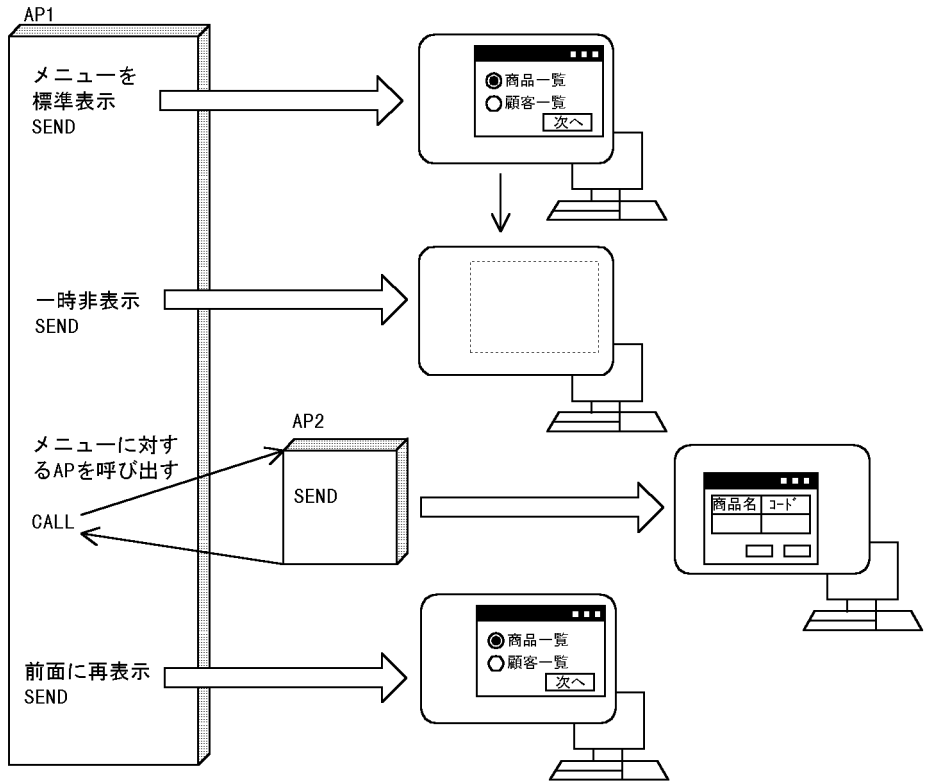 AP1
メニューを
標準表示
SEND
商品一覧
顧客一覧
次へ
一時非表示
SEND
メニューに対す
るAPを呼び出す
CALL
AP2
SEND
商品名 コード
前面に再表示
SEND
商品一覧
顧客一覧
次へ